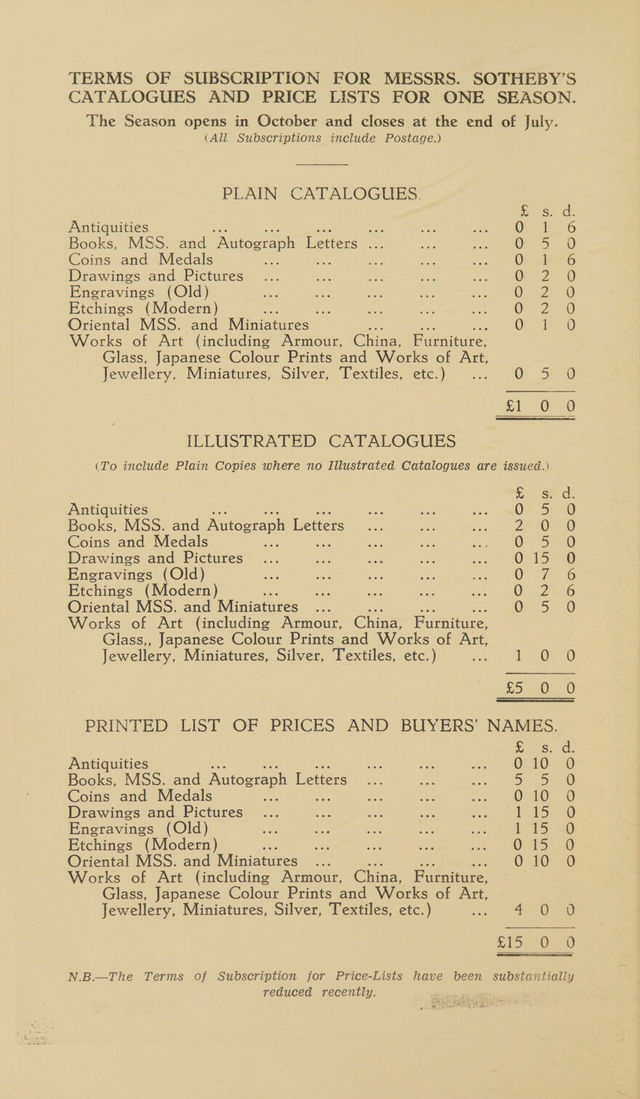 TERMS OF SUBSCRIPTION FOR MESSRS. SOTHEBY'S
CATALOGUES AND PRICE LISTS FOR ONE SEASON.
The Season opens in October and closes at the end of July.
(All Subscriptions include Postage.)
PLAIN CATALOGUES.
£ s. d.
Antiquities ... ... ... ... ... ... 0 1 6
Books, MSS. and Autograph Letters ... ... ... 0 5 0
Coins and Medals ... ... ... ... ... 0 1 6
Drawings and Pictures ... ... ... ... ... 0 2 0
Engravings (Old) ... ... ... ... ... 0 2 0
Etchings (Modern) ... ... ... ... ... 0 2 0
Oriental MSS. and Miniatures ... ... ... 0 1 0
Works of Art (including Armour, China, Furniture,
Glass, Japanese Colour Prints and Works of Art,
Jewellery, Miniatures, Silver, Textiles, etc.) ... 0 5 0
£1 0 0
ILLUSTRATED CATALOGUES
(To include Plain Copies where no Illustrated Catalogues are issued.)
£ s. d.
Antiquities ... ... ... ... ... ... 0 5 0
Books, MSS. and Autograph Letters ... ... ... 2 0 0
Coins and Medals ... ... ... ... ... 0 5 0
Drawings and Pictures ... ... ... ... ... 0 15 0
Engravings (Old) ... ... ... ... ... 0 7 6
Etchings (Modern) ... ... ... ... ... 0 2 6
Oriental MSS. and Miniatures ... ... ... ... 0 5 0
Works of Art (including Armour, China, Furniture,
Glass,, Japanese Colour Prints and Works of Art,
Jewellery, Miniatures, Silver, Textiles, etc.) ... 1 0 0
£5 0 0
PRINTED LIST OF PRICES AND BUYERS' NAMES.
£ s. d.
Antiquities ... ... ... ... ... ... 0 10 0
Books, MSS. and Autograph Letters ... ... ... 5 5 0
Coins and Medals ... ... ... ... ... 0 10 0
Drawings and Pictures ... ... ... ... ... 1 15 0
Engravings (Old) ... ... ... ... ... 1 15 0
Etchings (Modern) ... ... ... ... ... 0 15 0
Oriental MSS. and Miniatures ... ... ... ... 0 10 0
Works of Art (including Armour, China, Furniture,
Glass, Japanese Colour Prints and Works of Art,
Jewellery, Miniatures, Silver, Textiles, etc.) ... 4 0 0
£15 0 0
N.B.—The Terms of Subscription for Price-Lists have been substantially
reduced recently.